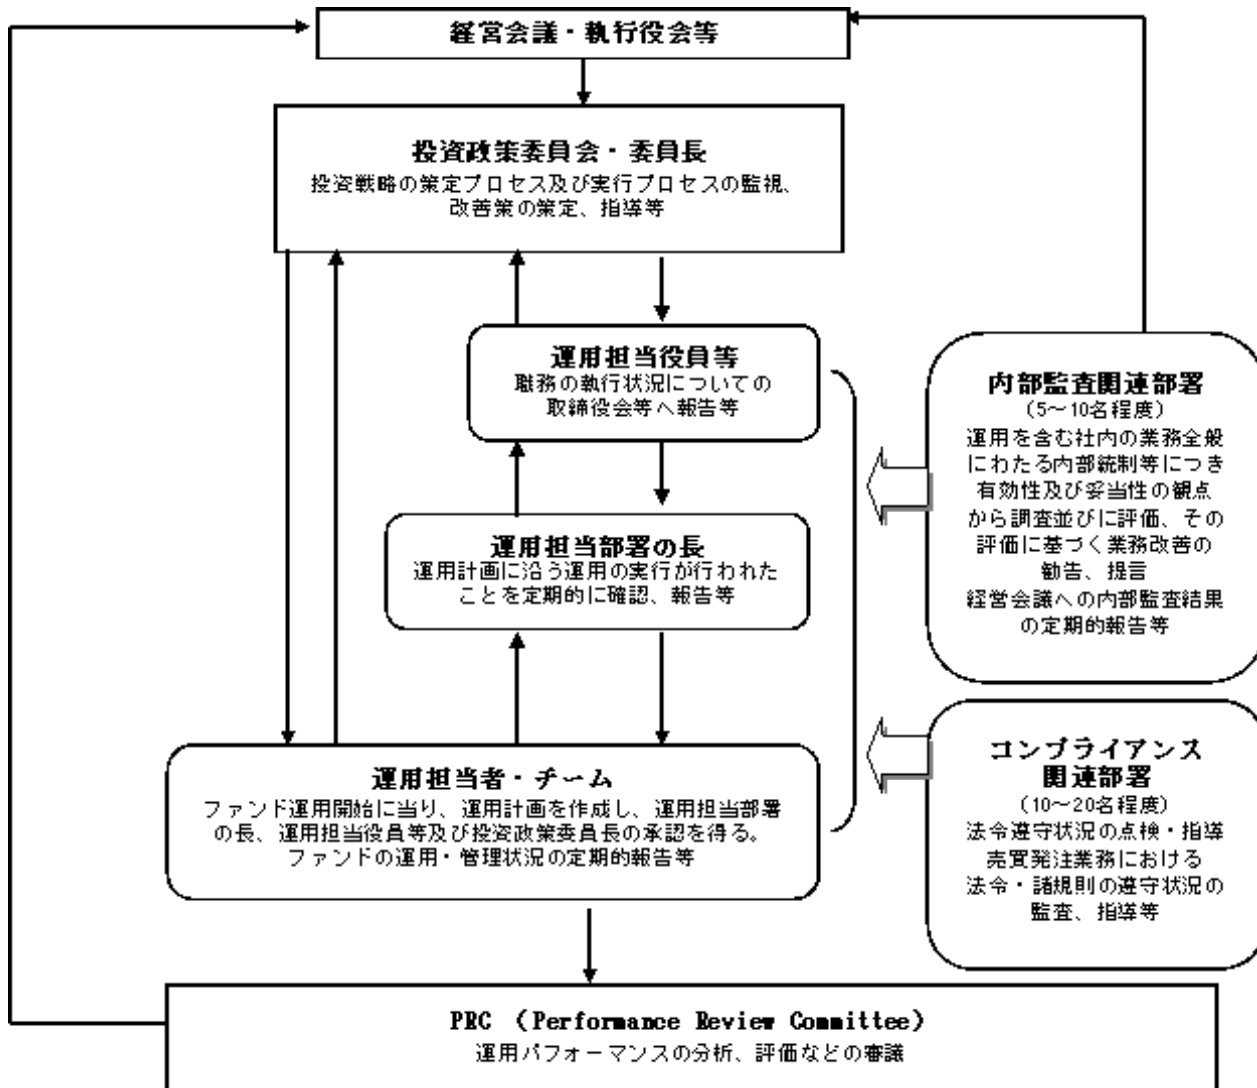 経営会議・執行役会等
投資政策委員会・委員長
投資戦略の策定プロセス及び実行プロセスの監視、
改善策の策定、指導等
運用担当役員等
職務の執行状況についての
取締役会等へ報告等
運用担当部署の長
運用計画に沿う運用の実行が行われた
ことを定期的に確認、報告等
運用担当者・チーム
ファンド運用開始に当り、運用計画を作成し、運用担当部署
の長、運用担当役員等及び投資政策委員長の承認を得る。
ファンドの運用・管理状況の定期的報告等
内部監査関連部署
(5～10名程度)
運用を含む社内の業務全般
にわたる内部統制等につき
有効性及び妥当性の観点
から調査並びに評価、その
評価に基づく業務改善の
勧告、提言
経営会議への内部監査結果
の定期的報告等
コンプライアンス
関連部署
(10～20名程度)
法令遵守状況の点検・指導
売買発注業務における
法令・諸規則の遵守状況の
監査、指導等
PRC (Performance Review Committee)
運用パフォーマンスの分析、評価などの審議